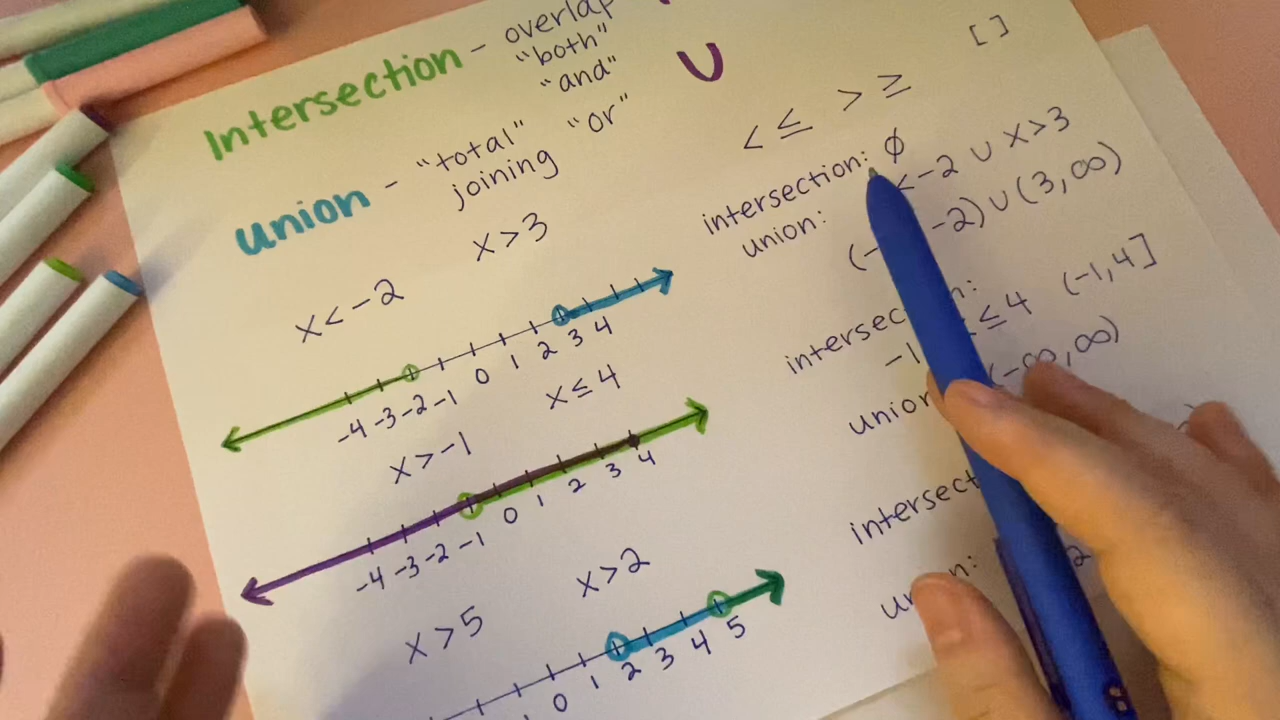 Intersection - overlap
"both"
"and"
∪
[ ]
Union - "total" "or"
joining
< ≤ > ≥
intersection: ∅
union: < -2 ∪ x>3
-2) ∪ (3, ∞)
x < -2
x > 3
-4 -3 -2 -1 0 1 2 3 4
x > -1
x ≤ 4
-4 -3 -2 -1 0 1 2 3 4
-1 ≤ 4 (-1, 4]
(-∞, ∞)
x > 5
x > 2
0 1 2 3 4 5